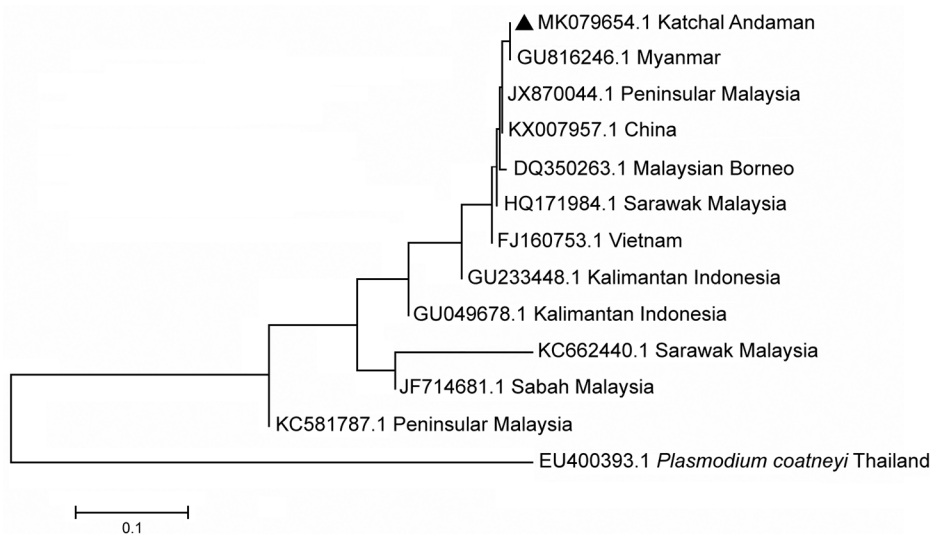 MK079654.1 Katchal Andaman
GU816246.1 Myanmar
JX870044.1 Peninsular Malaysia
KX007957.1 China
DQ350263.1 Malaysian Borneo
HQ171984.1 Sarawak Malaysia
FJ160753.1 Vietnam
GU233448.1 Kalimantan Indonesia
GU049678.1 Kalimantan Indonesia
KC662440.1 Sarawak Malaysia
JF714681.1 Sabah Malaysia
KC581787.1 Peninsular Malaysia
EU400393.1 Plasmodium coatneyi Thailand
0.1